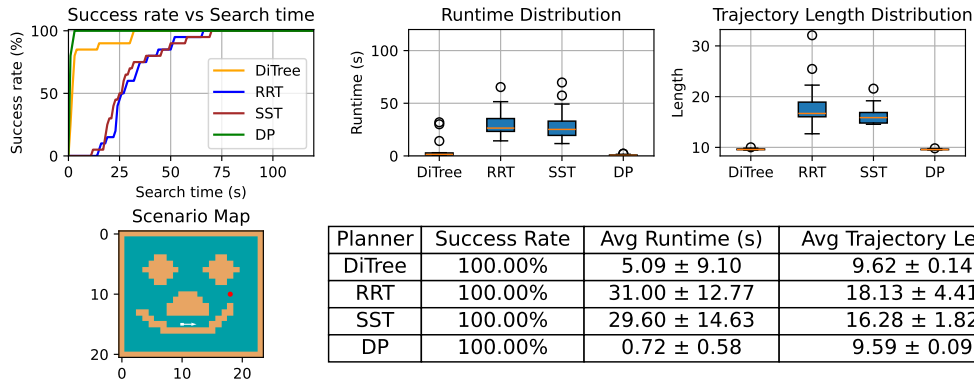 Success rate vs Search time
Success rate (%)
100
50
0
0 25 50 75 100
Search time (s)
DiTree
RRT
SST
DP
Runtime Distribution
Runtime (s)
100
50
0
DiTree RRT SST DP
Trajectory Length Distribution
Length
30
20
10
DiTree RRT SST DP
Scenario Map
0
10
20
0 10 20
Planner Success Rate Avg Runtime (s) Avg Trajectory Le
DiTree 100.00% 5.09 ± 9.10 9.62 ± 0.14
RRT 100.00% 31.00 ± 12.77 18.13 ± 4.41
SST 100.00% 29.60 ± 14.63 16.28 ± 1.82
DP 100.00% 0.72 ± 0.58 9.59 ± 0.09